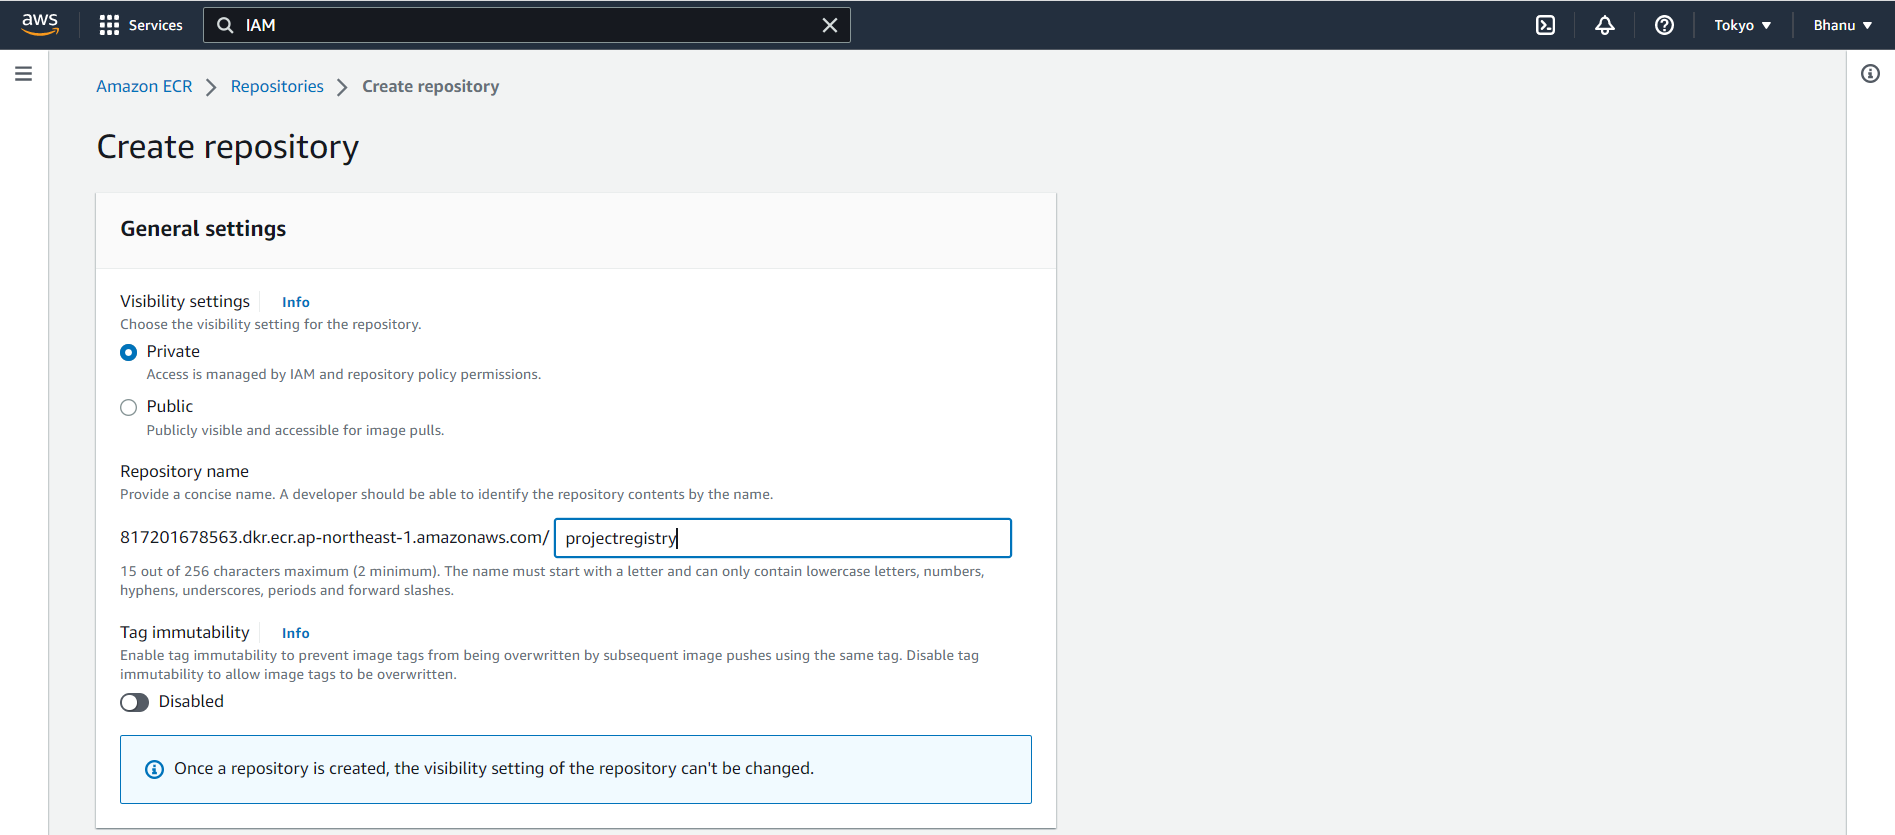 aws
Services
IAM
Tokyo
Bhanu
Amazon ECR
Repositories
Create repository
Create repository
General settings
Visibility settings
Info
Choose the visibility setting for the repository.
Private
Access is managed by IAM and repository policy permissions.
Public
Publicly visible and accessible for image pulls.
Repository name
Provide a concise name. A developer should be able to identify the repository contents by the name.
817201678563.dkr.ecr.ap-northeast-1.amazonaws.com/
projectregistry
15 out of 256 characters maximum (2 minimum). The name must start with a letter and can only contain lowercase letters, numbers,
hyphens, underscores, periods and forward slashes.
Tag immutability
Info
Enable tag immutability to prevent image tags from being overwritten by subsequent image pushes using the same tag. Disable tag
immutability to allow image tags to be overwritten.
Disabled
Once a repository is created, the visibility setting of the repository can't be changed.